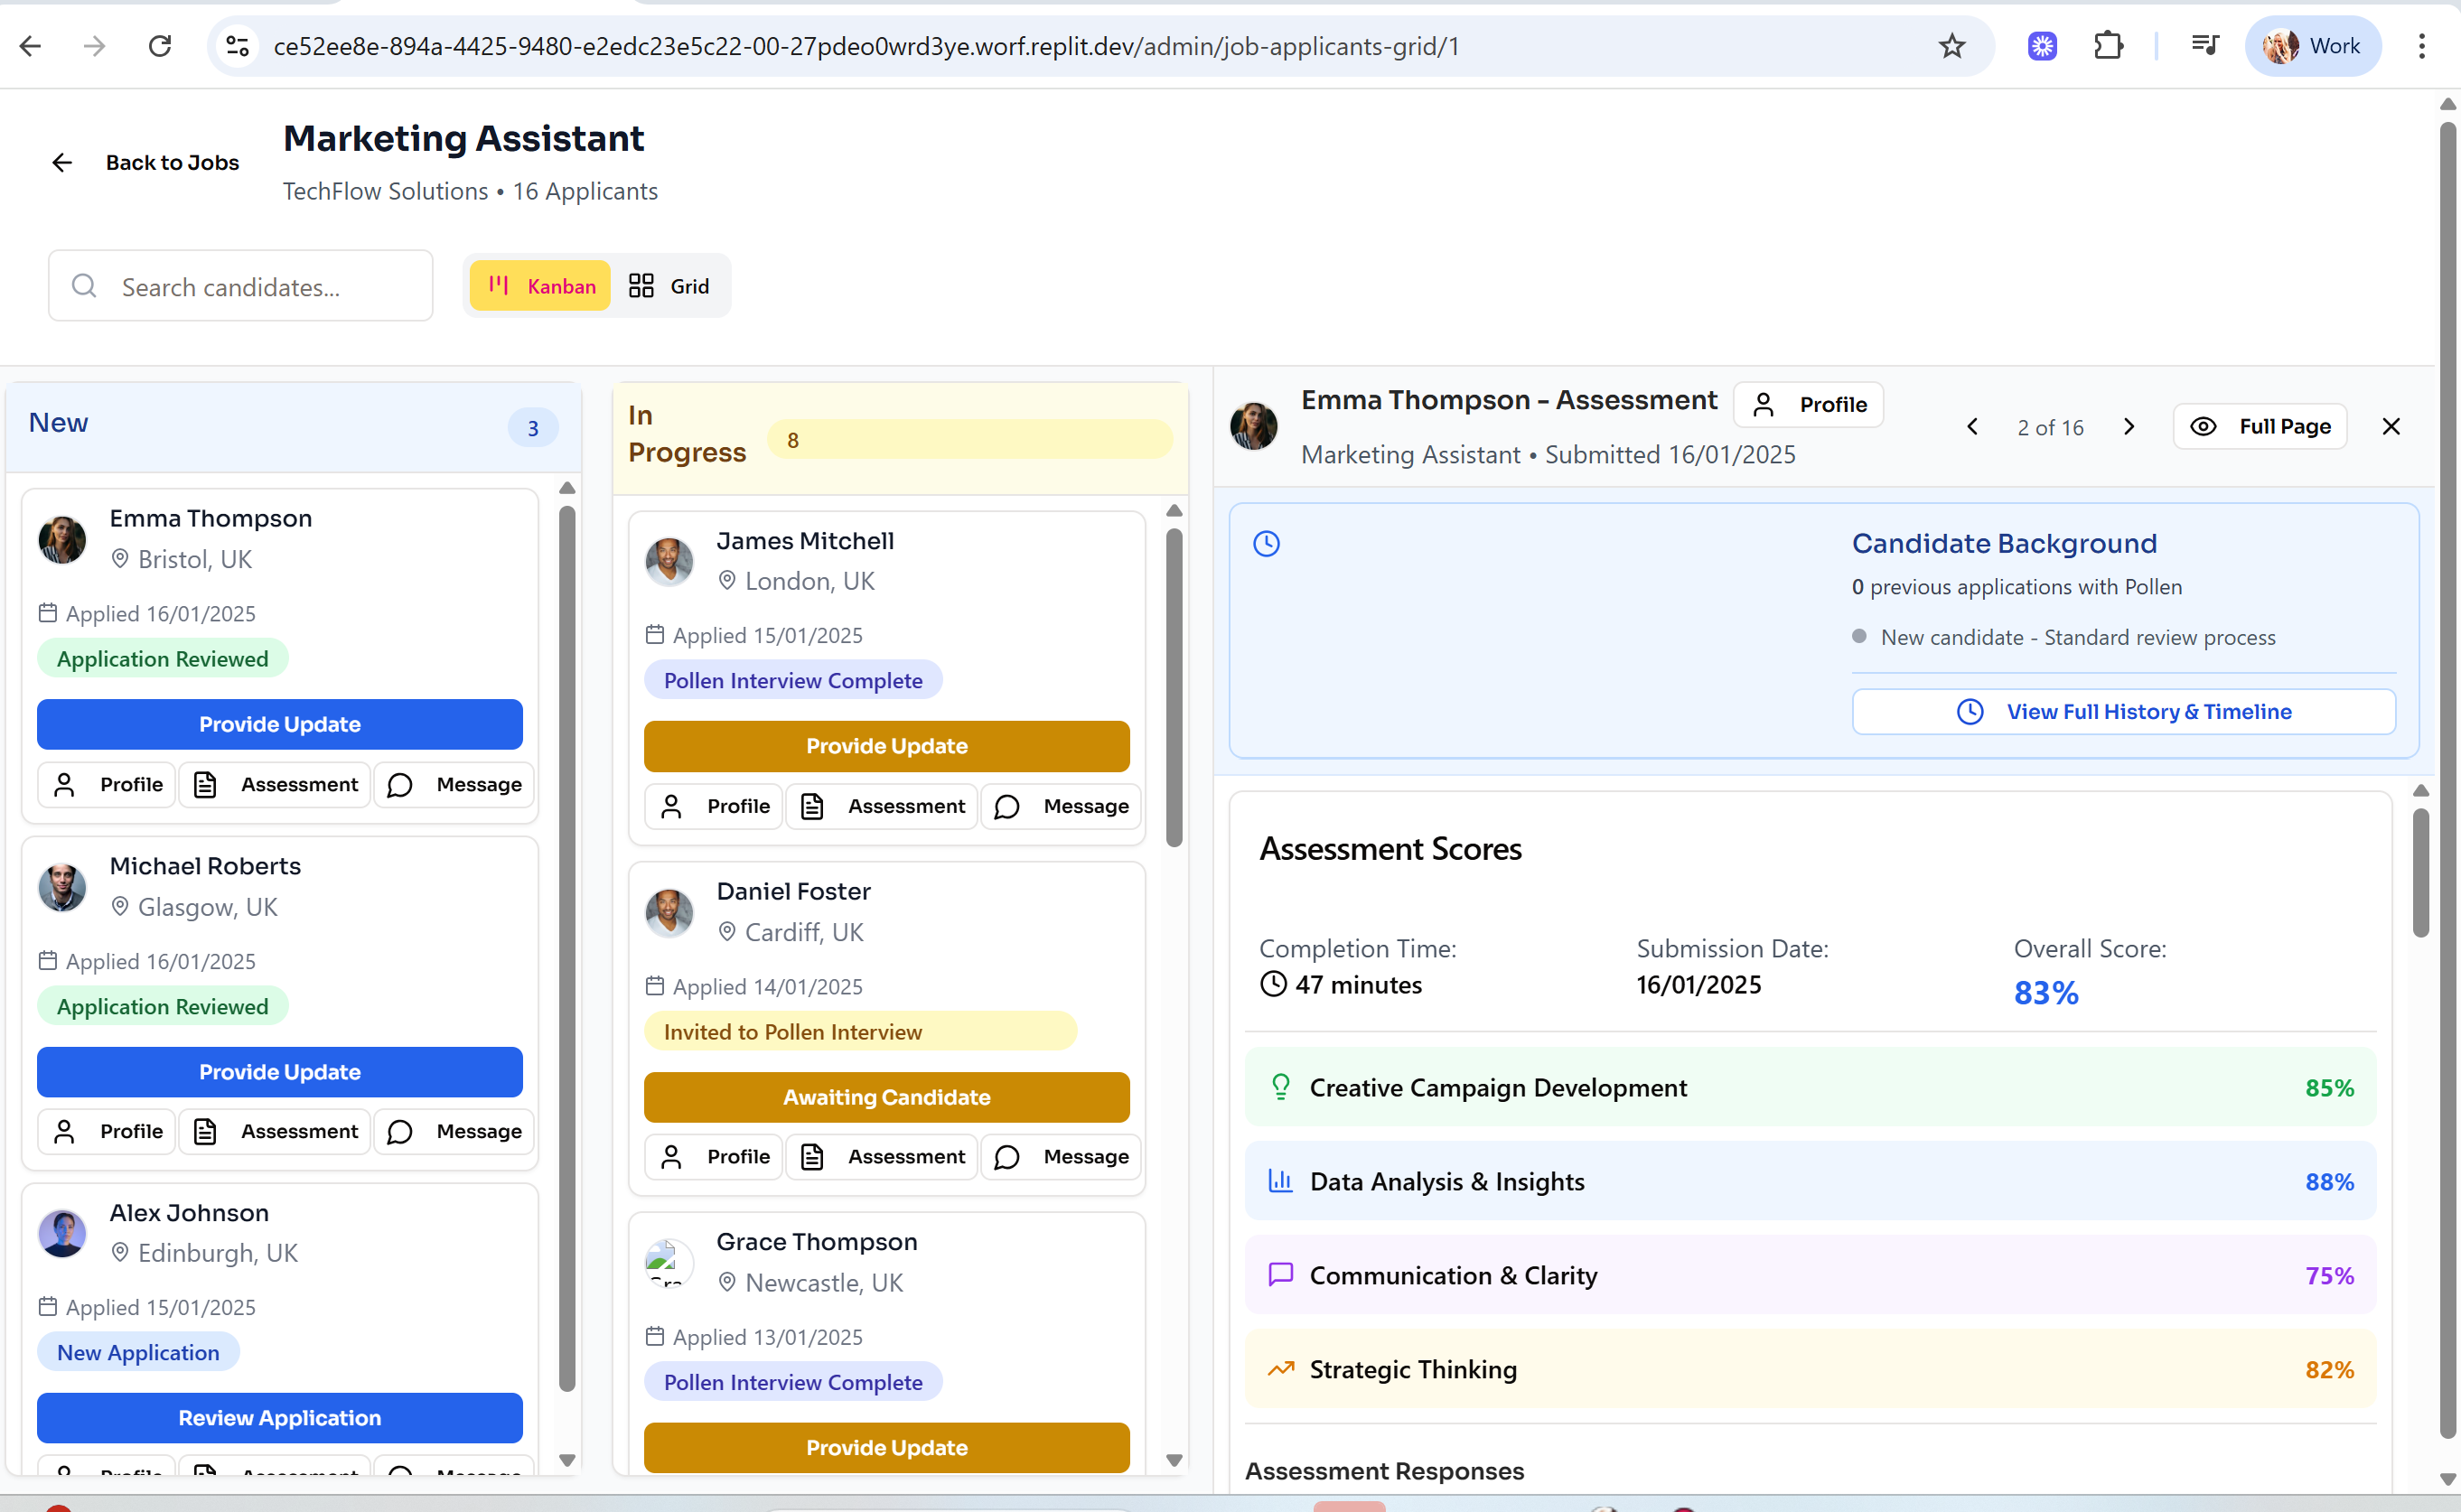 ce52ee8e-894a-4425-9480-e2edc23e5c22-00-27pdeo0wrd3ye.worf.replit.dev/admin/job-applicants-grid/1
Work
Back to Jobs
Marketing Assistant
TechFlow Solutions • 16 Applicants
Search candidates...
Kanban
Grid
New
3
Emma Thompson
Bristol, UK
Applied 16/01/2025
Application Reviewed
Provide Update
Profile
Assessment
Message
Michael Roberts
Glasgow, UK
Applied 16/01/2025
Application Reviewed
Provide Update
Profile
Assessment
Message
Alex Johnson
Edinburgh, UK
Applied 15/01/2025
New Application
Review Application
Profile
Assessment
Message
In
Progress
8
James Mitchell
London, UK
Applied 15/01/2025
Pollen Interview Complete
Provide Update
Profile
Assessment
Message
Daniel Foster
Cardiff, UK
Applied 14/01/2025
Invited to Pollen Interview
Awaiting Candidate
Profile
Assessment
Message
Grace Thompson
Newcastle, UK
Applied 13/01/2025
Pollen Interview Complete
Provide Update
Emma Thompson - Assessment
Profile
Marketing Assistant • Submitted 16/01/2025
2 of 16
Full Page
Candidate Background
0 previous applications with Pollen
New candidate - Standard review process
View Full History & Timeline
Assessment Scores
Completion Time:
47 minutes
Submission Date:
16/01/2025
Overall Score:
83%
Creative Campaign Development
85%
Data Analysis & Insights
88%
Communication & Clarity
75%
Strategic Thinking
82%
Assessment Responses